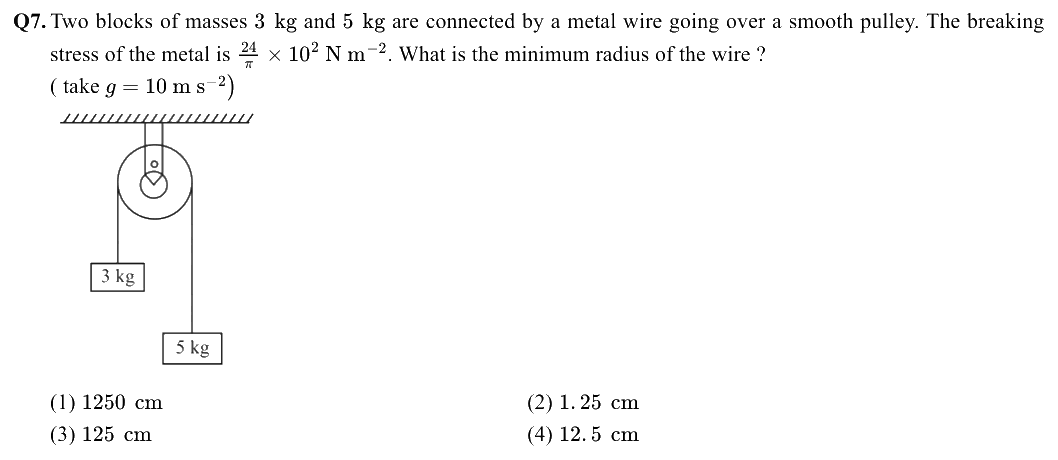 Q7. Two blocks of masses 3 kg and 5 kg are connected by a metal wire going over a smooth pulley. The breaking
stress of the metal is 24/π × 10² N m⁻². What is the minimum radius of the wire ?
( take g = 10 m s⁻²)
3 kg
5 kg
(1) 1250 cm (2) 1.25 cm
(3) 125 cm (4) 12.5 cm